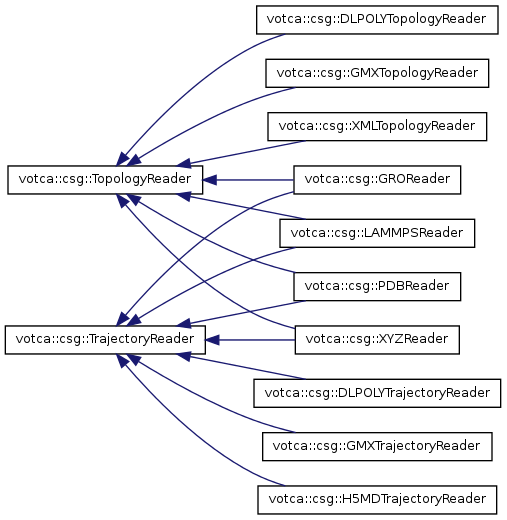 votca::csg::DLPOLYTopologyReader
votca::csg::GMXTopologyReader
votca::csg::XMLTopologyReader
votca::csg::TopologyReader
votca::csg::GROReader
votca::csg::LAMMPSReader
votca::csg::PDBReader
votca::csg::TrajectoryReader
votca::csg::XYZReader
votca::csg::DLPOLYTrajectoryReader
votca::csg::GMXTrajectoryReader
votca::csg::H5MDTrajectoryReader